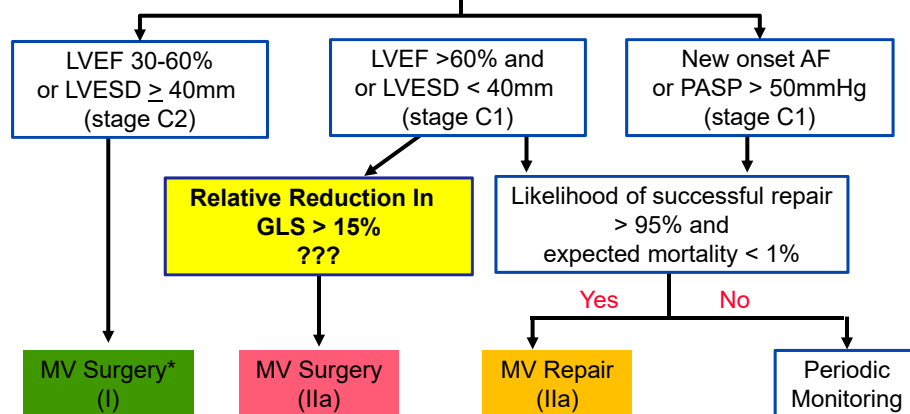 LVEF 30-60%
or LVESD ≥ 40mm
(stage C2)
LVEF >60% and
or LVESD < 40mm
(stage C1)
New onset AF
or PASP > 50mmHg
(stage C1)
Relative Reduction In
GLS > 15%
???
Likelihood of successful repair
> 95% and
expected mortality < 1%
Yes
No
MV Surgery*
(I)
MV Surgery
(IIa)
MV Repair
(IIa)
Periodic
Monitoring